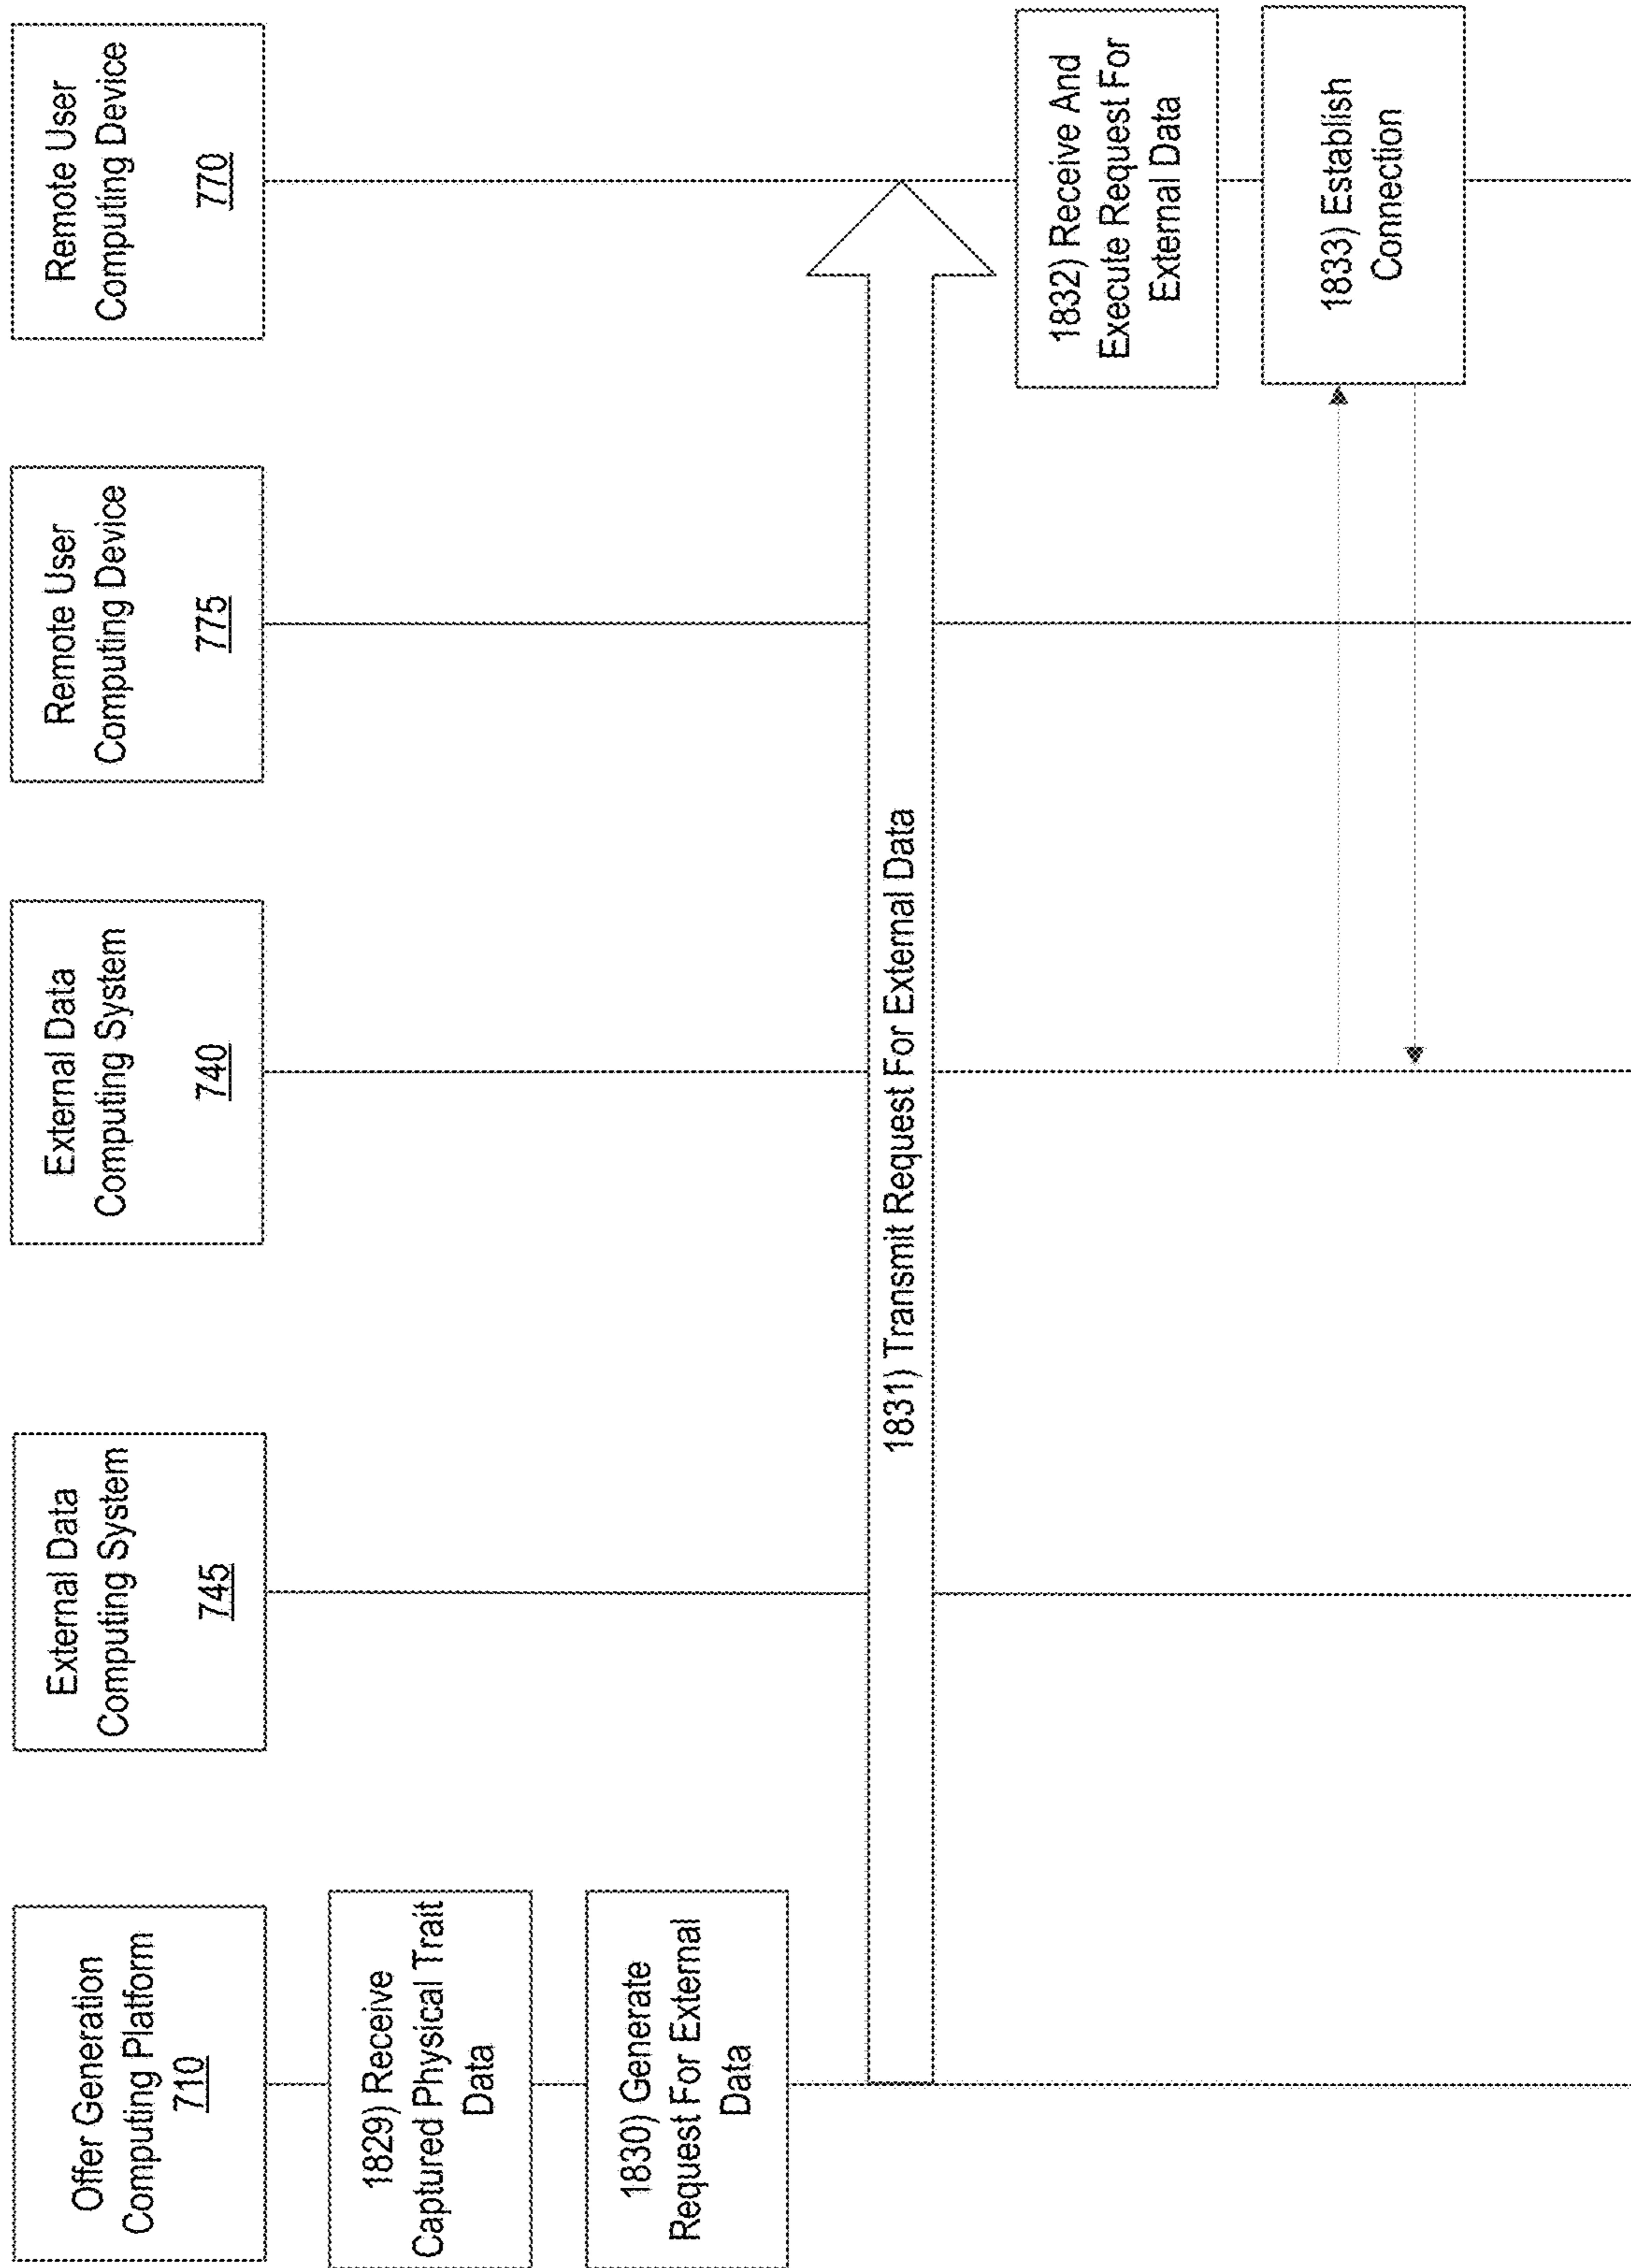 Offer Generation
Computing Platform
710
External Data
Computing System
745
External Data
Computing System
740
Remote User
Computing Device
775
Remote User
Computing Device
770
1829) Receive
Captured Physical Trait
Data
1830) Generate
Request For External
Data
1831) Transmit Request For External Data
1832) Receive And
Execute Request For
External Data
1833) Establish
Connection